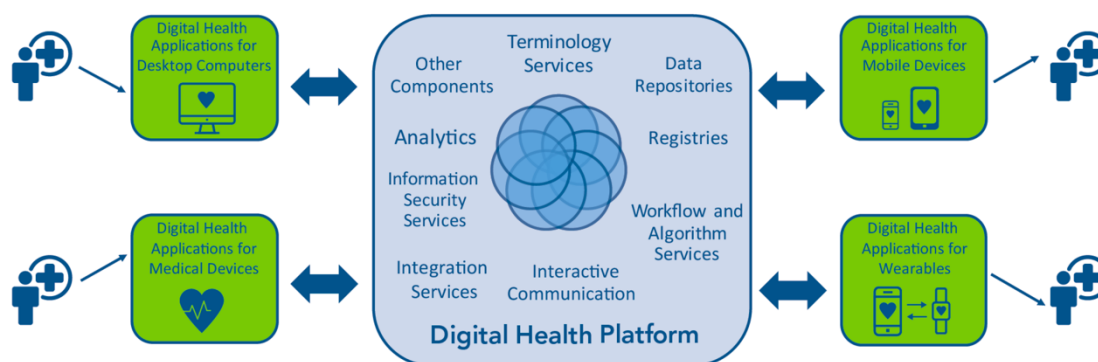 Digital Health
Applications for
Desktop Computers
Digital Health
Applications for
Medical Devices
Terminology
Services
Other
Components
Data
Repositories
Analytics
Registries
Information
Security
Services
Workflow and
Algorithm
Services
Integration
Services
Interactive
Communication
Digital Health Platform
Digital Health
Applications for
Mobile Devices
Digital Health
Applications for
Wearables